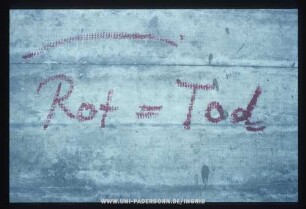 Rot = Tod
WWW.UNI-PADERBORN.DE/INGRID